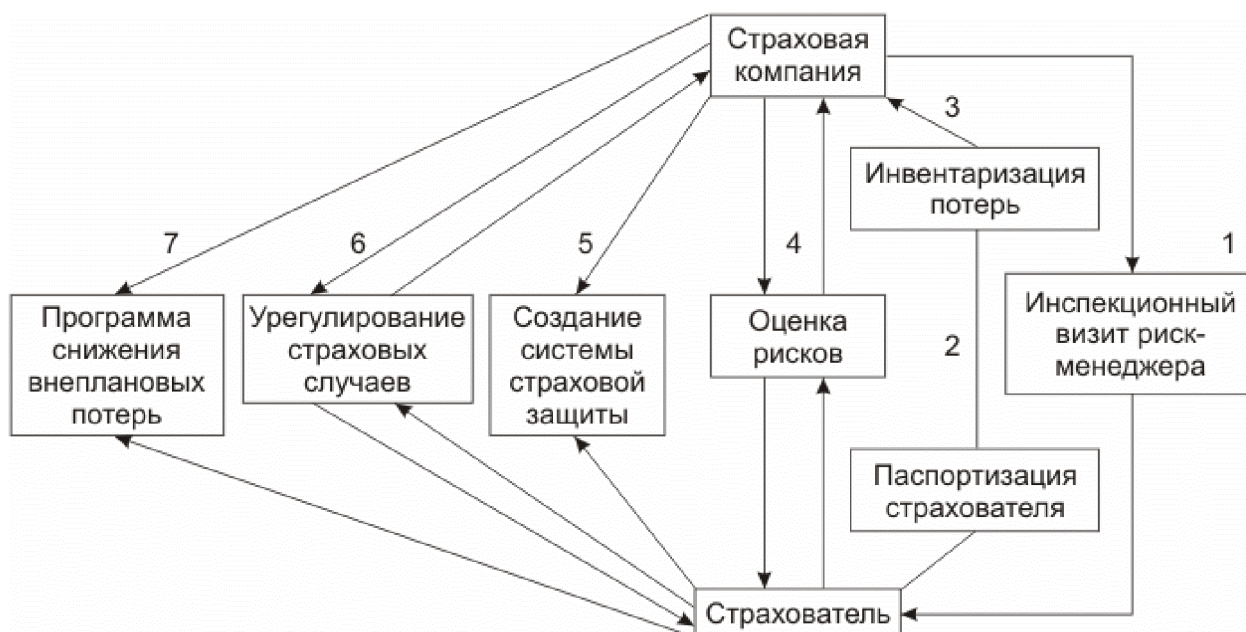 Страховая
компания
3
Инвентаризация
потерь
7
6
5
4
1
Программа
снижения
внеплановых
потерь
Урегулирование
страховых
случаев
Создание
системы
страховой
защиты
Оценка
рисков
2
Инспекционный
визит риск-
менеджера
Паспортизация
страхователя
Страхователь